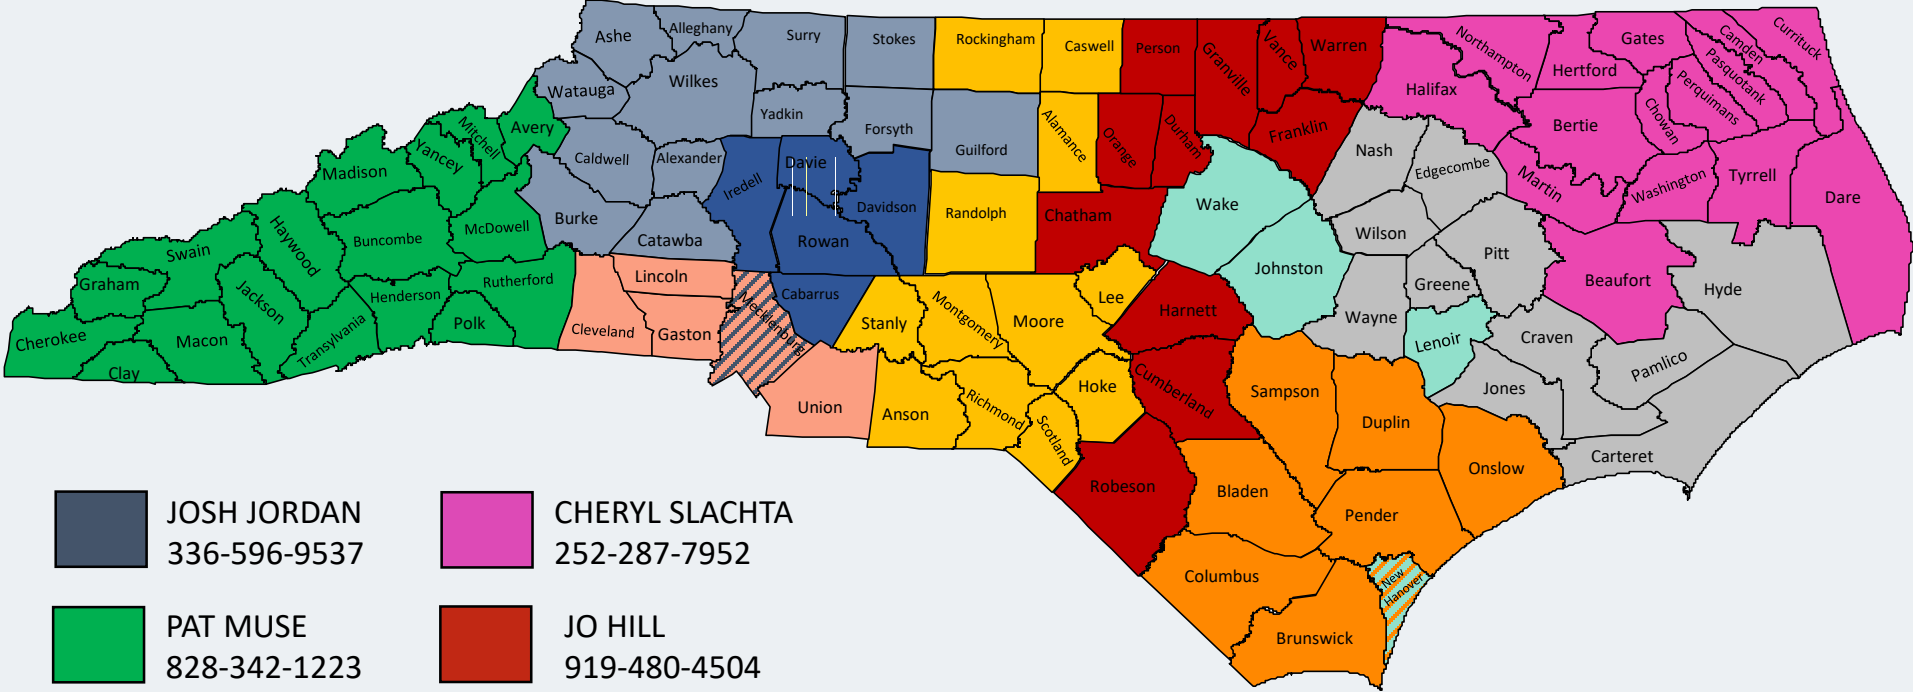 Ashe
Alleghany
Surry
Stokes
Rockingham
Caswell
Person
Granville
Vance
Warren
Northampton
Gates
Camden
Currituck
Watauga
Wilkes
Yadkin
Forsyth
Guilford
Alamance
Orange
Durham
Franklin
Halifax
Hertford
Pasquotank
Perquimans
Chowan
Bertie
Mitchell
Avery
Yancey
Madison
Caldwell
Alexander
Iredell
Davie
Davidson
Randolph
Chatham
Wake
Nash
Edgecombe
Martin
Washington
Tyrrell
Dare
Swain
Haywood
Buncombe
McDowell
Burke
Catawba
Rowan
Johnston
Wilson
Pitt
Beaufort
Hyde
Graham
Jackson
Henderson
Rutherford
Lincoln
Mecklenburg
Cabarrus
Stanly
Montgomery
Moore
Lee
Harnett
Wayne
Greene
Lenoir
Craven
Pamlico
Cherokee
Clay
Macon
Transylvania
Polk
Cleveland
Gaston
Union
Anson
Richmond
Scotland
Hoke
Cumberland
Sampson
Duplin
Jones
Onslow
Carteret
Robeson
Bladen
Pender
Columbus
Brunswick
New
Hanover
JOSH JORDAN
336-596-9537
CHERYL SLACHTA
252-287-7952
PAT MUSE
828-342-1223
JO HILL
919-480-4504